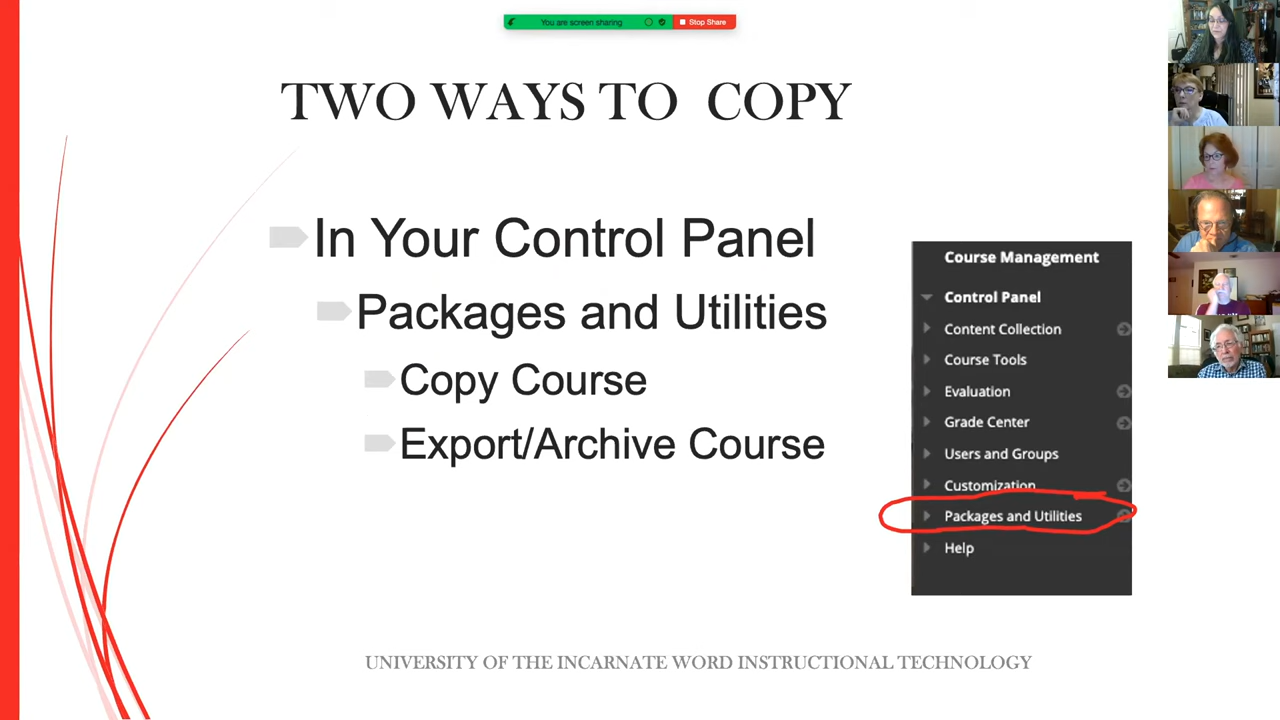 You are screen sharing
Stop Share
TWO WAYS TO COPY
In Your Control Panel
Packages and Utilities
Copy Course
Export/Archive Course
Course Management
Control Panel
Content Collection
Course Tools
Evaluation
Grade Center
Users and Groups
Customization
Packages and Utilities
Help
UNIVERSITY OF THE INCARNATE WORD INSTRUCTIONAL TECHNOLOGY